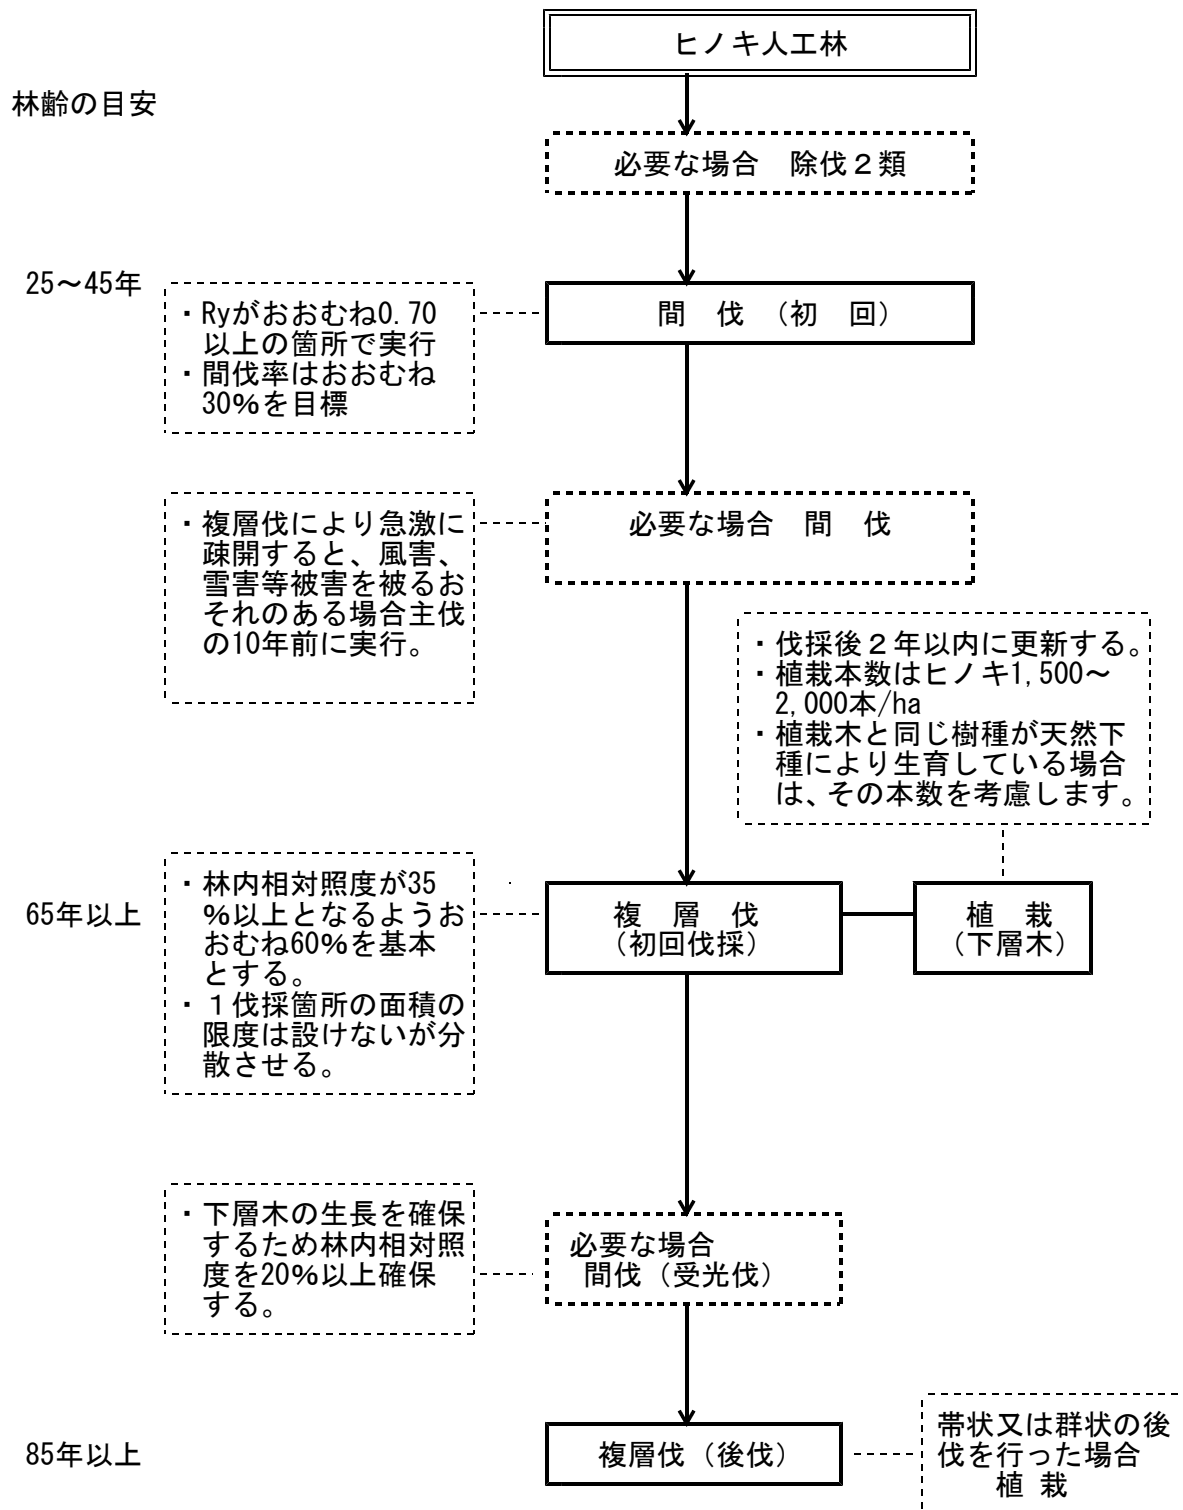 ヒノキ人工林
林齢の目安
必要な場合　除伐２類
25～45年
・Ryがおおむね0.70
以上の箇所で実行
・間伐率はおおむね
30％を目標
間　伐　（初　回）
・複層伐により急激に
疎開すると、風害、
雪害等被害を被るお
それのある場合主伐
の10年前に実行。
必要な場合　間　伐
・伐採後２年以内に更新する。
・植栽本数はヒノキ1,500～
2,000本/ha
・植栽木と同じ樹種が天然下
種により生育している場合
は、その本数を考慮します。
65年以上
・林内相対照度が35
％以上となるようお
おむね60％を基本
とする。
・１伐採箇所の面積の
限度は設けないが分
散させる。
複　層　伐
（初回伐採）
植　栽
（下層木）
・下層木の生長を確保
するため林内相対照
度を20％以上確保
する。
必要な場合
間伐（受光伐）
85年以上
複層伐（後伐）
帯状又は群状の後
伐を行った場合
植 栽